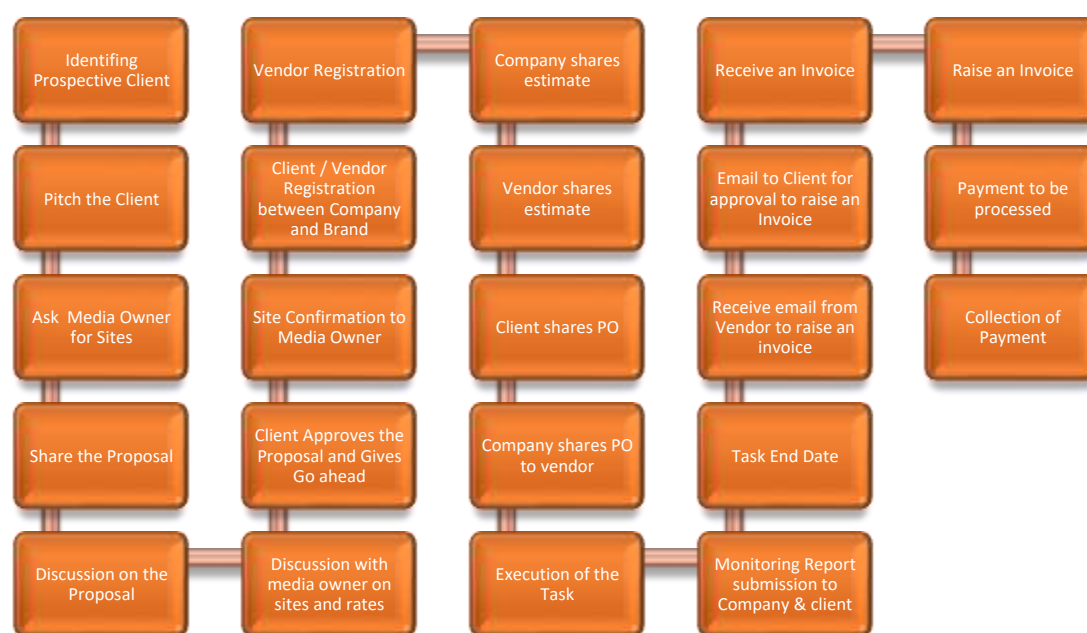 Identifing
Prospective Client
Pitch the Client
Ask  Media Owner
for Sites
Share the Proposal
Discussion on the
Proposal
Discussion with
media owner on
sites and rates
Client Approves the
Proposal and Gives
Go ahead
Site Confirmation to
Media Owner
Client / Vendor
Registration
between Company
and Brand
Vendor Registration
Company shares
estimate
Vendor shares
estimate
Client shares PO
Company shares PO
to vendor
Execution of the
Task
Monitoring Report
submission to
Company & client
Task End Date
Receive email from
Vendor to raise an
invoice
Email to Client for
approval to raise an
Invoice
Receive an Invoice
Raise an Invoice
Payment to be
processed
Collection of
Payment